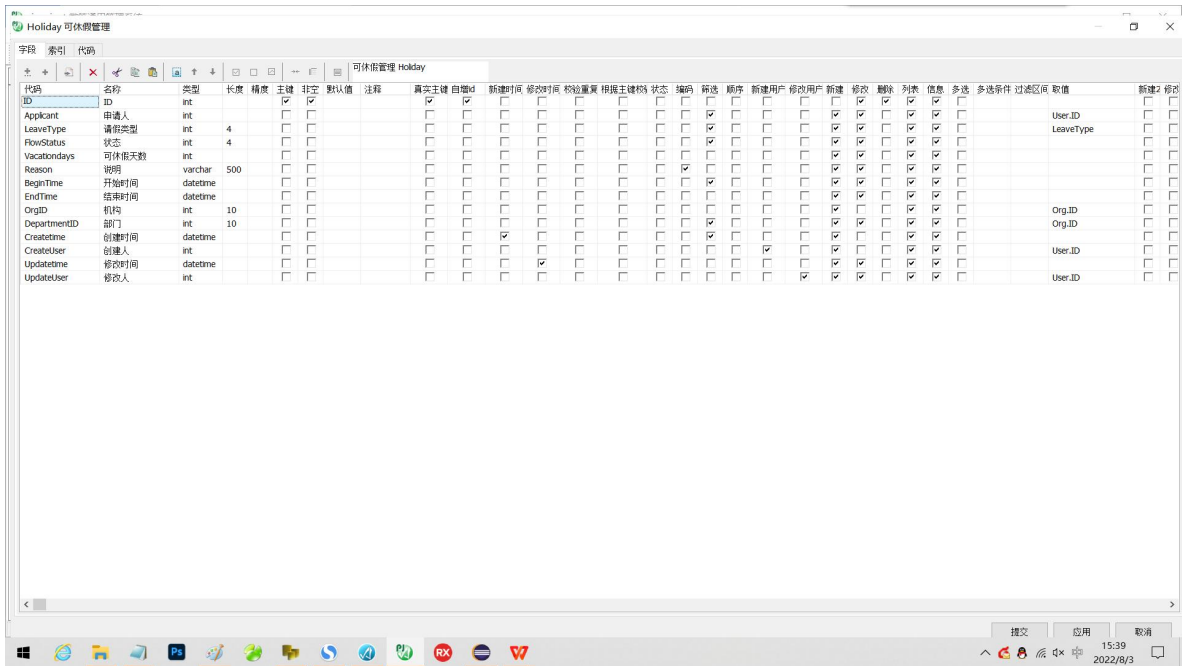 Holiday 可休假管理
字段 索引 代码
可休假管理 Holiday
代码 名称 类型 长度 精度 主键 非空 默认值 注释 真实主键 自增id 新建时间 修改时间 校验重复 根据主键校 状态 编码 筛选 顺序 新建用户 修改用户 新建 修改 删除 列表 信息 多选 多选条件 过滤区间 取值 新建2 修改
ID ID int
Applicant 申请人 int User.ID
LeaveType 请假类型 int 4 LeaveType
FlowStatus 状态 int 4
Vacationdays 可休假天数 int
Reason 说明 varchar 500
BeginTime 开始时间 datetime
EndTime 结束时间 datetime
OrgID 机构 int 10 Org.ID
DepartmentID 部门 int 10 Org.ID
Createtime 创建时间 datetime
CreateUser 创建人 int User.ID
Updatetime 修改时间 datetime
UpdateUser 修改人 int User.ID
提交 应用 取消
Ps RX 中 15:39
2022/8/3